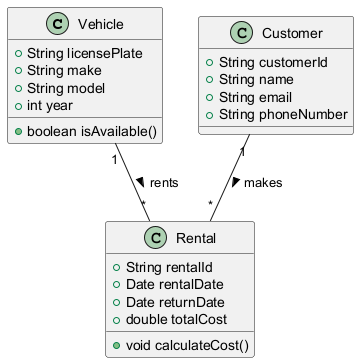 C Vehicle
+ String licensePlate
+ String make
+ String model
+ int year
+ boolean isAvailable()
C Customer
+ String customerId
+ String name
+ String email
+ String phoneNumber
1
1
rents
makes
*
*
C Rental
+ String rentalId
+ Date rentalDate
+ Date returnDate
+ double totalCost
+ void calculateCost()